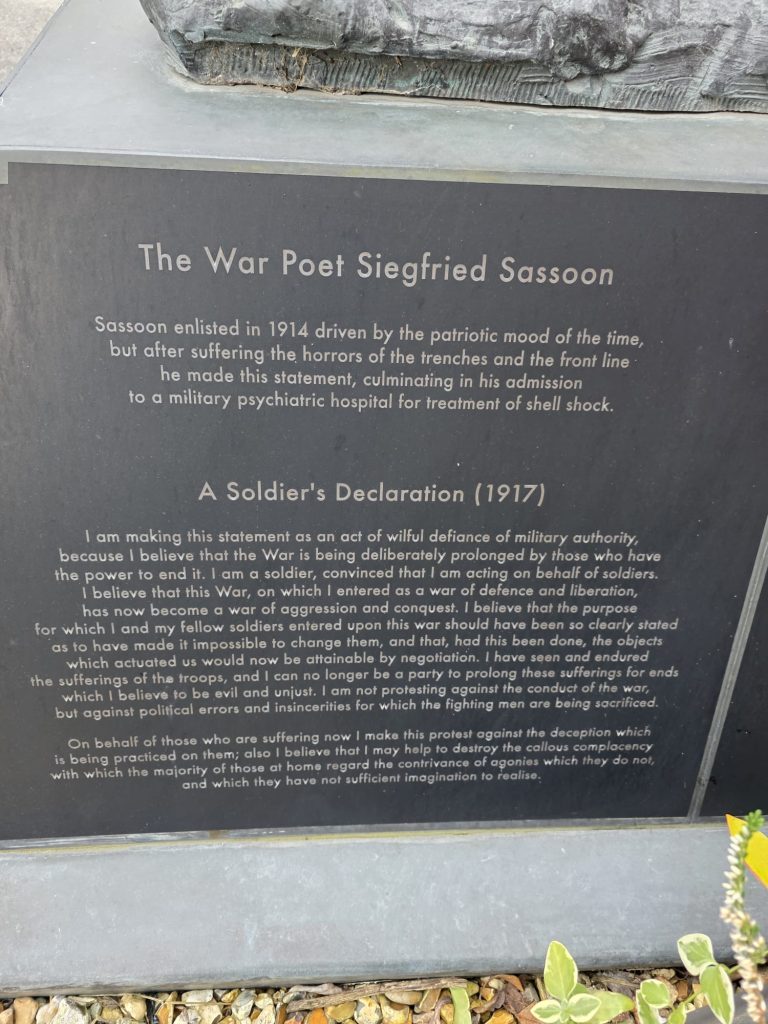 The War Poet Siegfried Sassoon
Sassoon enlisted in 1914 driven by the patriotic mood of the time,
but after suffering the horrors of the trenches and the front line
he made this statement, culminating in his admission
to a military psychiatric hospital for treatment of shell shock.
A Soldier's Declaration (1917)
I am making this statement as an act of wilful defiance of military authority,
because I believe that the War is being deliberately prolonged by those who have
the power to end it. I am a soldier, convinced that I am acting on behalf of soldiers.
I believe that this War, on which I entered as a war of defence and liberation,
has now become a war of aggression and conquest. I believe that the purpose
for which I and my fellow soldiers entered upon this war should have been so clearly stated
as to have made it impossible to change them, and that, had this been done, the objects
which actuated us would now be attainable by negotiation. I have seen and endured
the sufferings of the troops, and I can no longer be a party to prolong these sufferings for ends
which I believe to be evil and unjust. I am not protesting against the conduct of the war,
but against political errors and insincerities for which the fighting men are being sacrificed.
On behalf of those who are suffering now I make this protest against the deception which
is being practiced on them; also I believe that I may help to destroy the callous complacency
with which the majority of those at home regard the contrivance of agonies which they do not,
and which they have not sufficient imagination to realise.